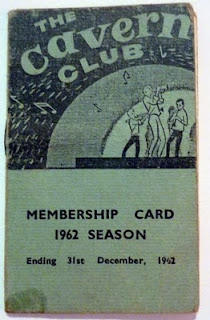 THE
Cavern
CLUB
MEMBERSHIP CARD
1962 SEASON
Ending 31st December, 1962